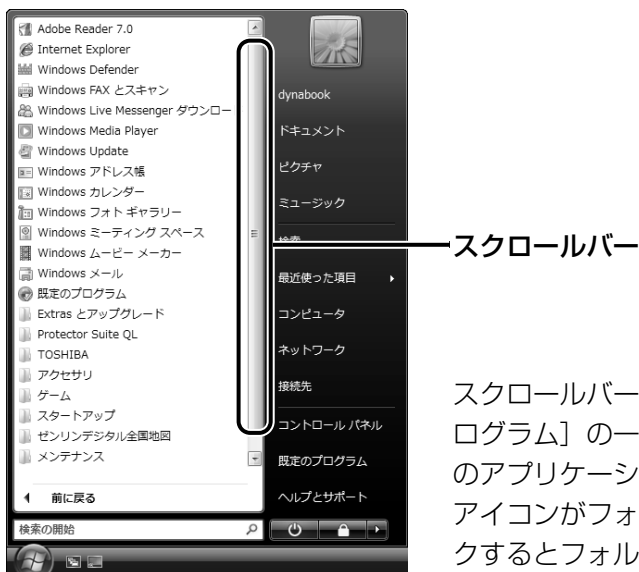 Adobe Reader 7.0
Internet Explorer
Windows Defender
Windows FAX とスキャン
Windows Live Messenger ダウンロー
Windows Media Player
Windows Update
Windows アドレス帳
Windows カレンダー
Windows フォト ギャラリー
Windows ミーティング スペース
Windows ムービー メーカー
Windows メール
既定のプログラム
Extras とアップグレード
Protector Suite QL
TOSHIBA
アクセサリ
ゲーム
スタートアップ
ゼンリンデジタル全国地図
メンテナンス
前に戻る
検索の開始
dynabook
ドキュメント
ピクチャ
ミュージック
検索
最近使った項目
コンピュータ
ネットワーク
接続先
コントロール パネル
既定のプログラム
ヘルプとサポート
スクロールバー
スクロールバー
ログラム］の一
のアプリケーシ
アイコンがフォ
クするとフォル